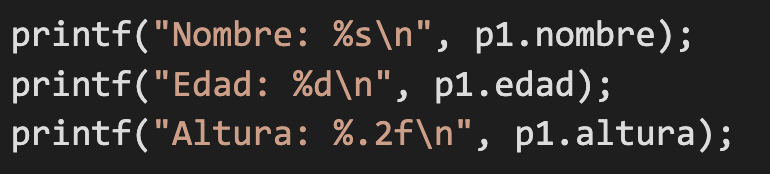 printf("Nombre: %s\n", p1.nombre);
printf("Edad: %d\n", p1.edad);
printf("Altura: %.2f\n", p1.altura);